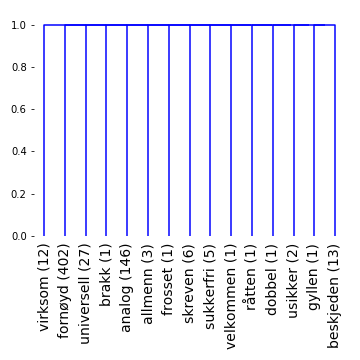 1.0
0.8
0.6
0.4
0.2
0.0
virksom (12)
fornøyd (402)
universell (27)
brakk (1)
analog (146)
allmenn (3)
frosset (1)
skreven (6)
sukkerfri (5)
velkommen (1)
råtten (1)
dobbel (1)
usikker (2)
gyllen (1)
beskjeden (13)